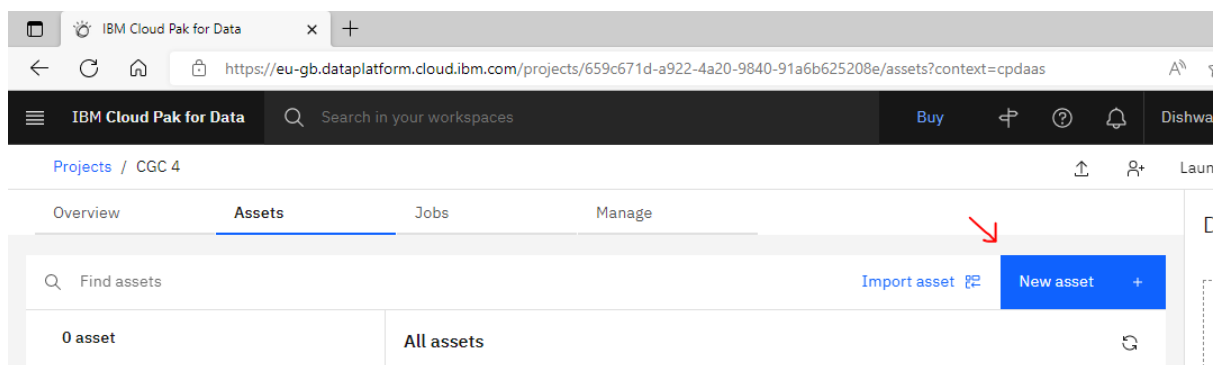 IBM Cloud Pak for Data
https://eu-gb.dataplatform.cloud.ibm.com/projects/659c671d-a922-4a20-9840-91a6b625208e/assets?context=cpdaas
IBM Cloud Pak for Data Search in your workspaces Buy Dishwa
Projects / CGC 4 Laun
Overview Assets Jobs Manage
Find assets Import asset New asset +
0 asset All assets